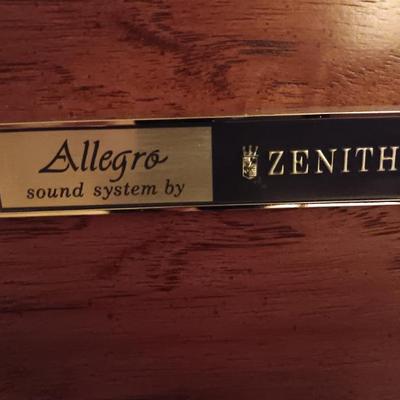 Allegro
sound system by
ZENITH